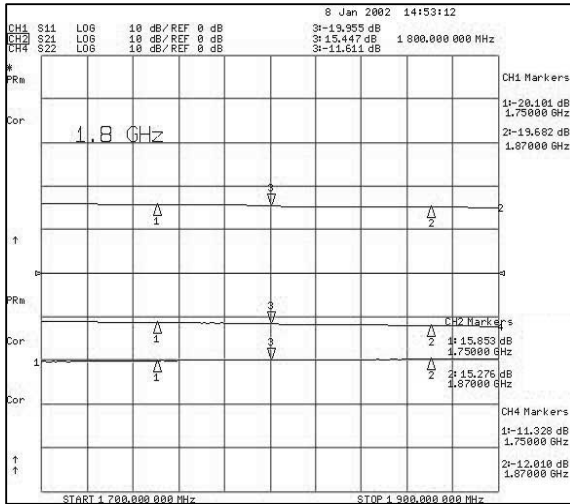 8 Jan 2002 14:53:12
CH1 S11 LOG 10 dB/REF 0 dB 3:-19.955 dB
CH2 S21 LOG 10 dB/REF 0 dB 3:15.447 dB 1 800.000 000 MHz
CH4 S22 LOG 10 dB/REF 0 dB 3:-11.611 dB
*
PRm
CH1 Markers
1:-20.101 dB
1.75000 GHz
Cor
1.8 GHz
2:-19.682 dB
1.87000 GHz
3
2
1
2
↑
PRm
3
4
CH2 Markers
1
2
1:15.853 dB
1.75000 GHz
Cor
3
1
2:15.276 dB
1.87000 GHz
1
2
Cor
CH4 Markers
1:-11.328 dB
1.75000 GHz
↑
↑
2:-12.010 dB
1.87000 GHz
START 1 700.000 000 MHz STOP 1 900.000 000 MHz